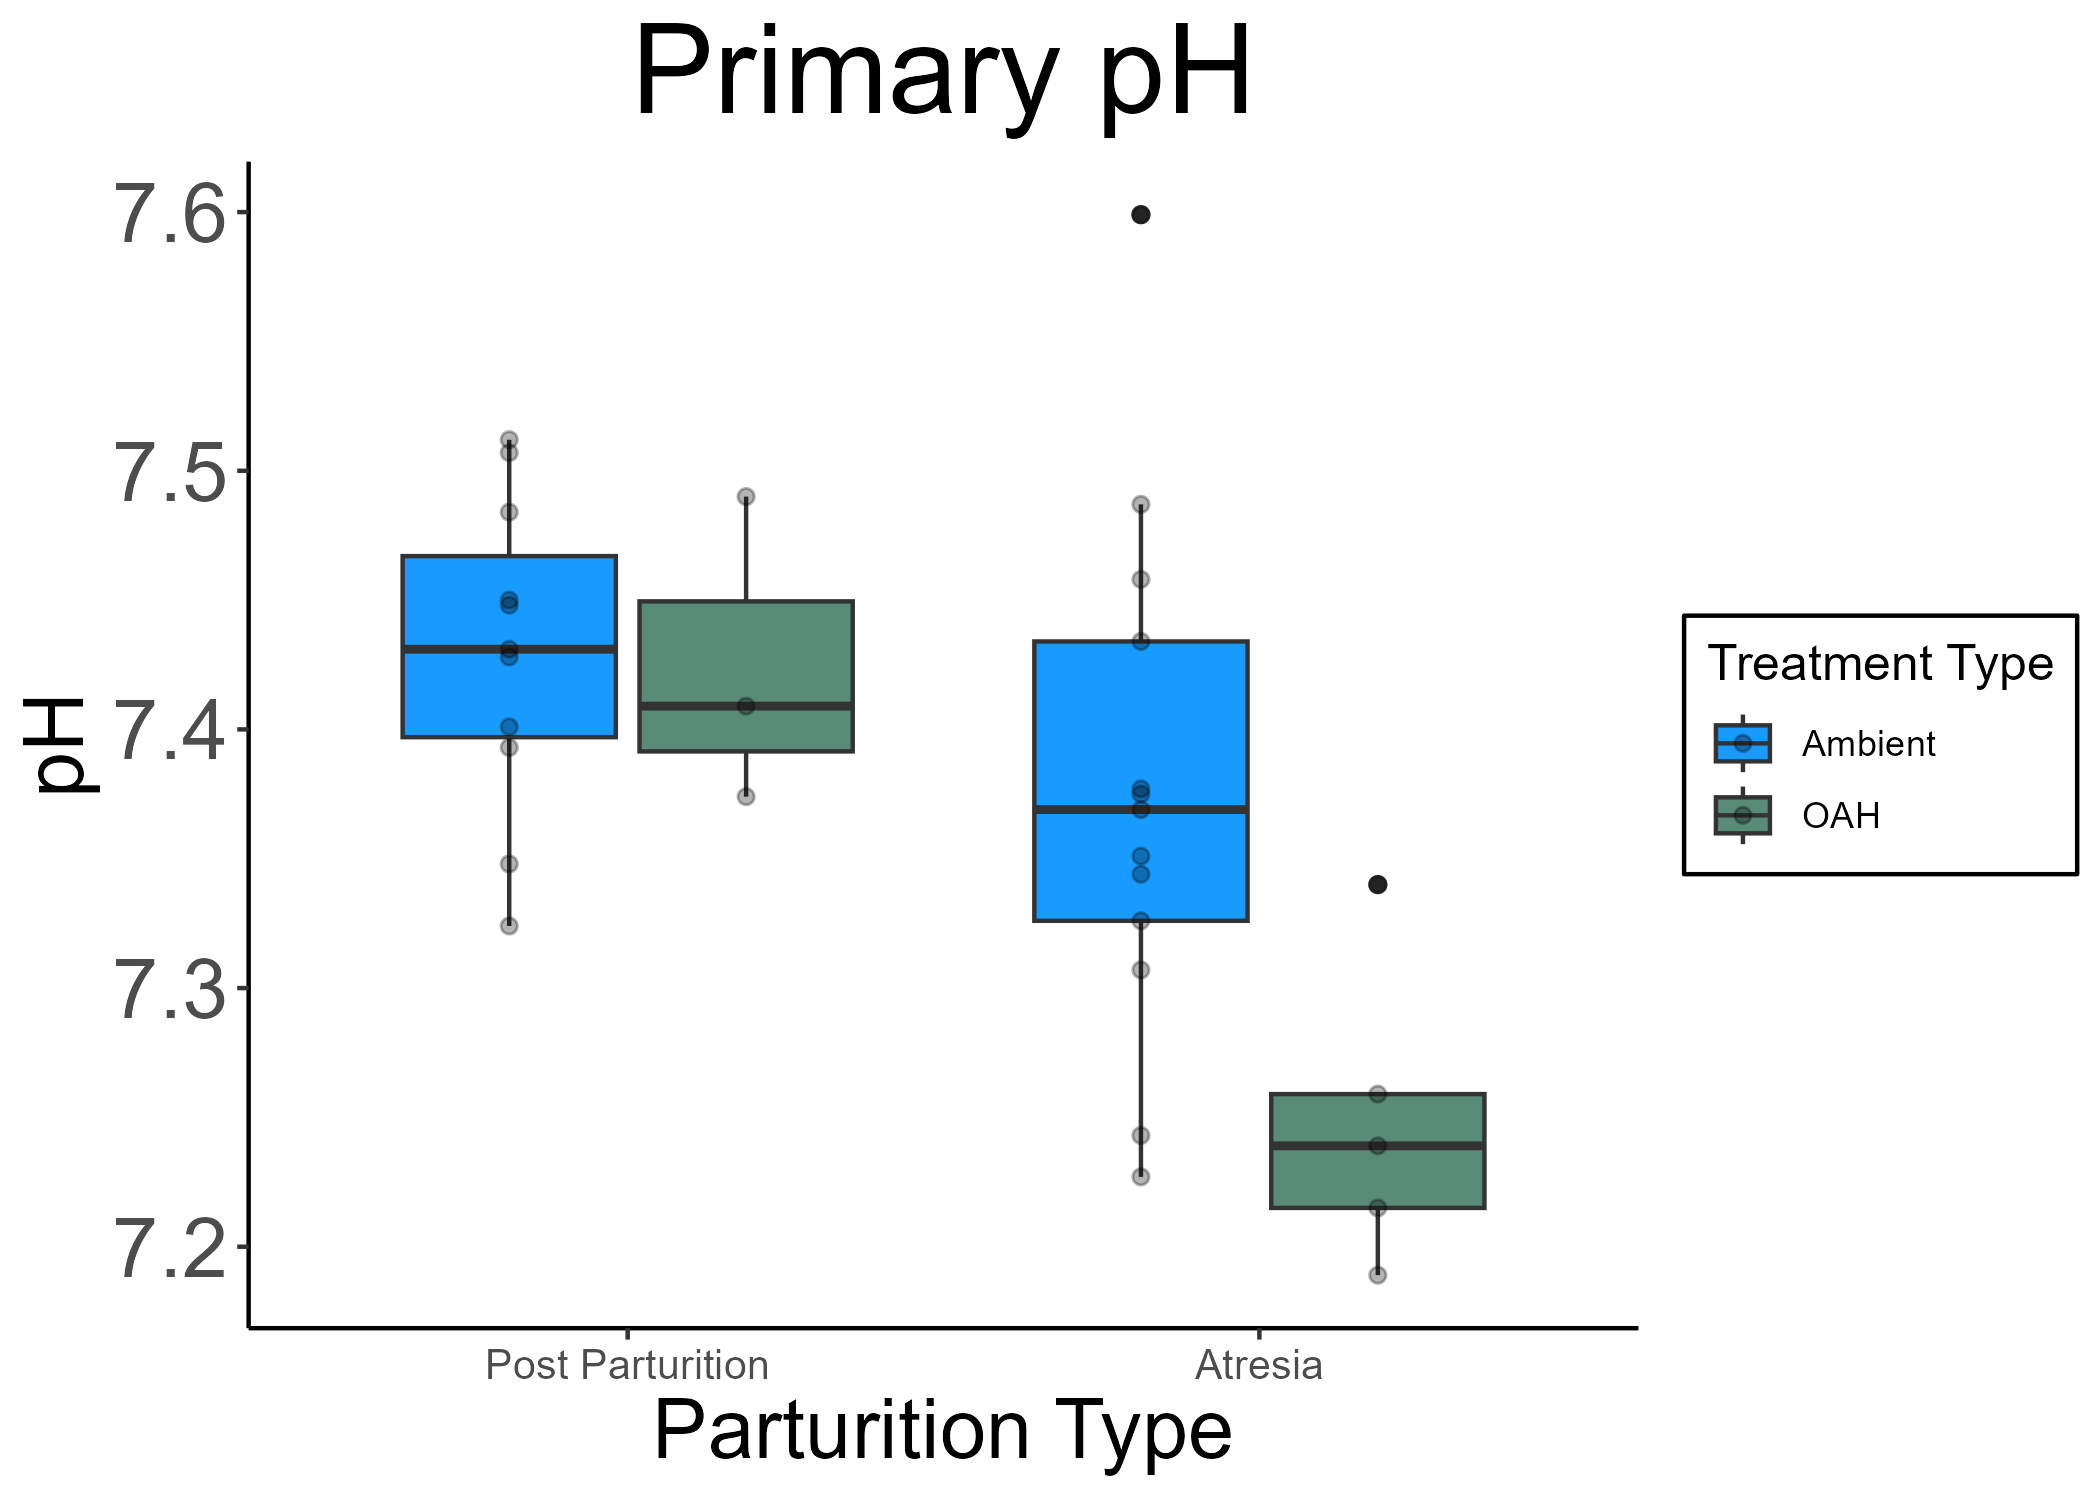 Primary pH
7.6
7.5
7.4
7.3
7.2
pH
Post Parturition
Atresia
Parturition Type
Treatment Type
Ambient
OAH